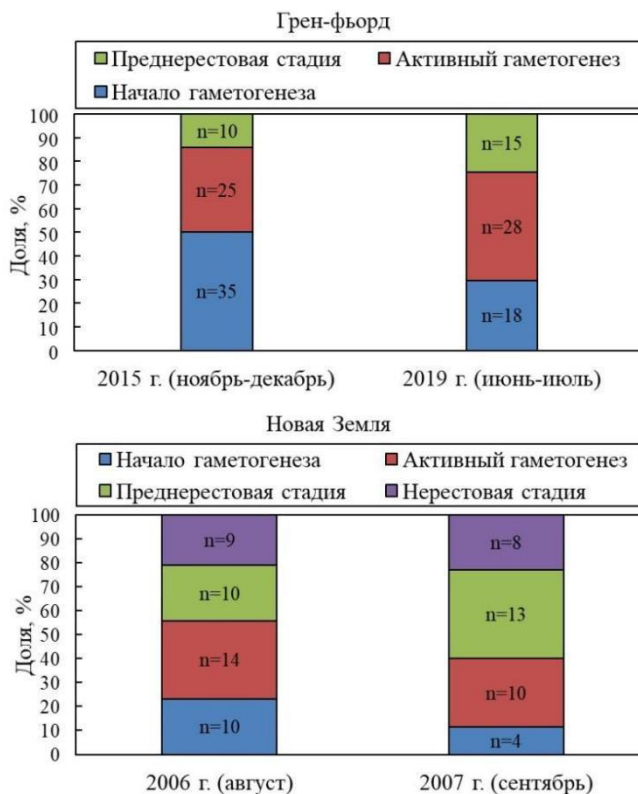 Грен-фьорд
Преднерестовая стадия Активный гаметогенез
Начало гаметогенеза
Доля, %
100
90
80
70
60
50
40
30
20
10
0
n=10
n=25
n=35
n=15
n=28
n=18
2015 г. (ноябрь-декабрь) 2019 г. (июнь-июль)
Новая Земля
Начало гаметогенеза Активный гаметогенез
Преднерестовая стадия Нерестовая стадия
Доля, %
100
90
80
70
60
50
40
30
20
10
0
n=9
n=10
n=14
n=10
n=8
n=13
n=10
n=4
2006 г. (август) 2007 г. (сентябрь)